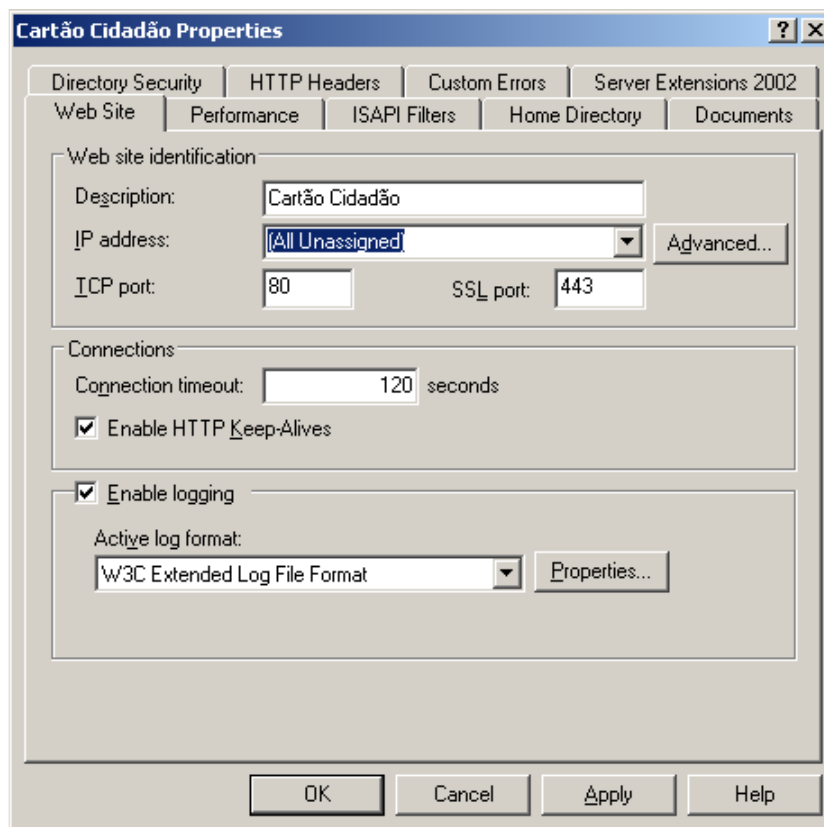 Cartão Cidadão Properties
Directory Security HTTP Headers Custom Errors Server Extensions 2002
Web Site Performance ISAPI Filters Home Directory Documents
Web site identification
Description: Cartão Cidadão
IP address: (All Unassigned) Advanced...
TCP port: 80 SSL port: 443
Connections
Connection timeout: 120 seconds
Enable HTTP Keep-Alives
Enable logging
Active log format:
W3C Extended Log File Format Properties...
OK Cancel Apply Help